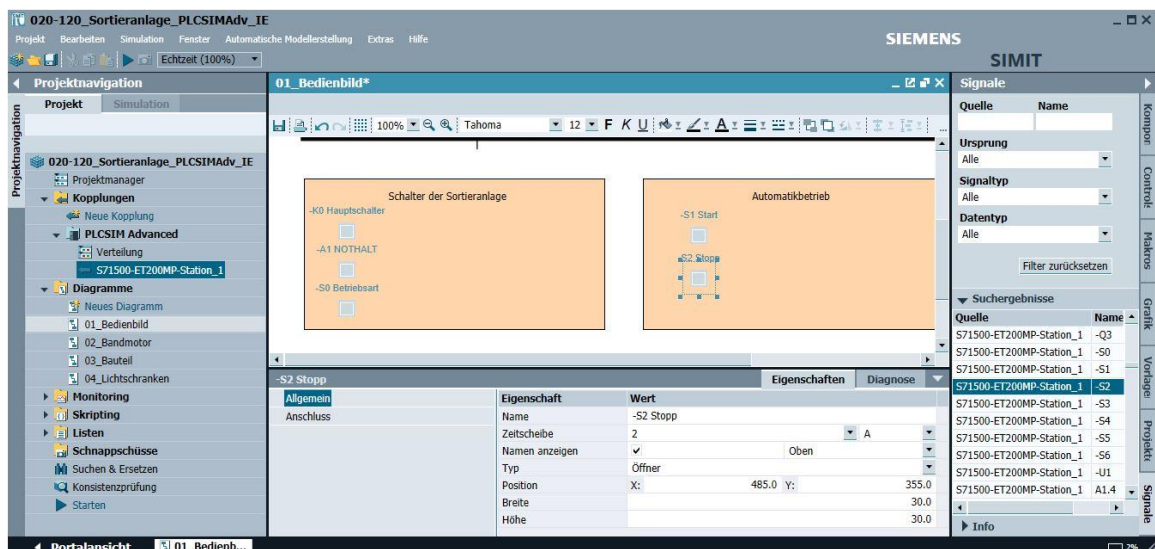 020-120_Sortieranlage_PLCSIMAdv_IE
Projekt Bearbeiten Simulation Fenster Automatische Modellerstellung Extras Hilfe
SIEMENS
SIMIT
Echtzeit (100%)
Projektnavigation
Projekt Simulation
Projektnavigation
020-120_Sortieranlage_PLCSIMAdv_IE
Projektmanager
Kopplungen
Neue Kopplung
PLCSIM Advanced
Verteilung
S71500-ET200MP-Station_1
Diagramme
Neues Diagramm
01_Bedienbild
02_Bandmotor
03_Bauteil
04_Lichtschranken
Monitoring
Skripting
Listen
Schnappschüsse
Suchen & Ersetzen
Konsistenzprüfung
Starten
01_Bedienbild*
100% Tahoma 12 F K U A
Schalter der Sortieranlage
-K0 Hauptschalter
-A1 NOTHALT
-S0 Betriebsart
Automatikbetrieb
-S1 Start
-S2 Stopp
-S2 Stopp
Eigenschaften Diagnose
Allgemein
Anschluss
Eigenschaft Wert
Name -S2 Stopp
Zeitscheibe 2 A
Namen anzeigen Oben
Typ Öffner
Position X: 485.0 Y: 355.0
Breite 30.0
Höhe 30.0
Signale
Quelle Name
Ursprung
Alle
Signaltyp
Alle
Datentyp
Alle
Filter zurücksetzen
Suchergebnisse
Quelle Name
S71500-ET200MP-Station_1 -Q3
S71500-ET200MP-Station_1 -S0
S71500-ET200MP-Station_1 -S1
S71500-ET200MP-Station_1 -S2
S71500-ET200MP-Station_1 -S3
S71500-ET200MP-Station_1 -S4
S71500-ET200MP-Station_1 -S5
S71500-ET200MP-Station_1 -S6
S71500-ET200MP-Station_1 -U1
S71500-ET200MP-Station_1 A1.4
Info
Kompon
Controls
Makros
Grafik
Vorlagen
Projekte
Signale
Portalansicht 01_Bedienb...
2%